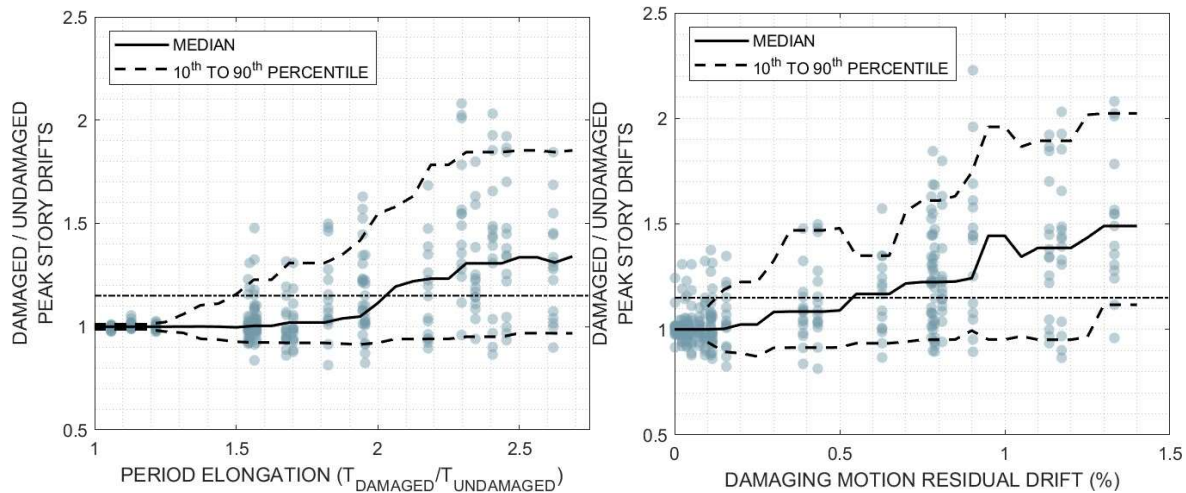 2.5
2
1.5
1
0.5
DAMAGED / UNDAMAGED
PEAK STORY DRIFTS
MEDIAN
10th TO 90th PERCENTILE
1
1.5
2
2.5
PERIOD ELONGATION (TDAMAGED/TUNDAMAGED)
2.5
2
1.5
1
0.5
DAMAGED / UNDAMAGED
PEAK STORY DRIFTS
MEDIAN
10th TO 90th PERCENTILE
0
0.5
1
1.5
DAMAGING MOTION RESIDUAL DRIFT (%)